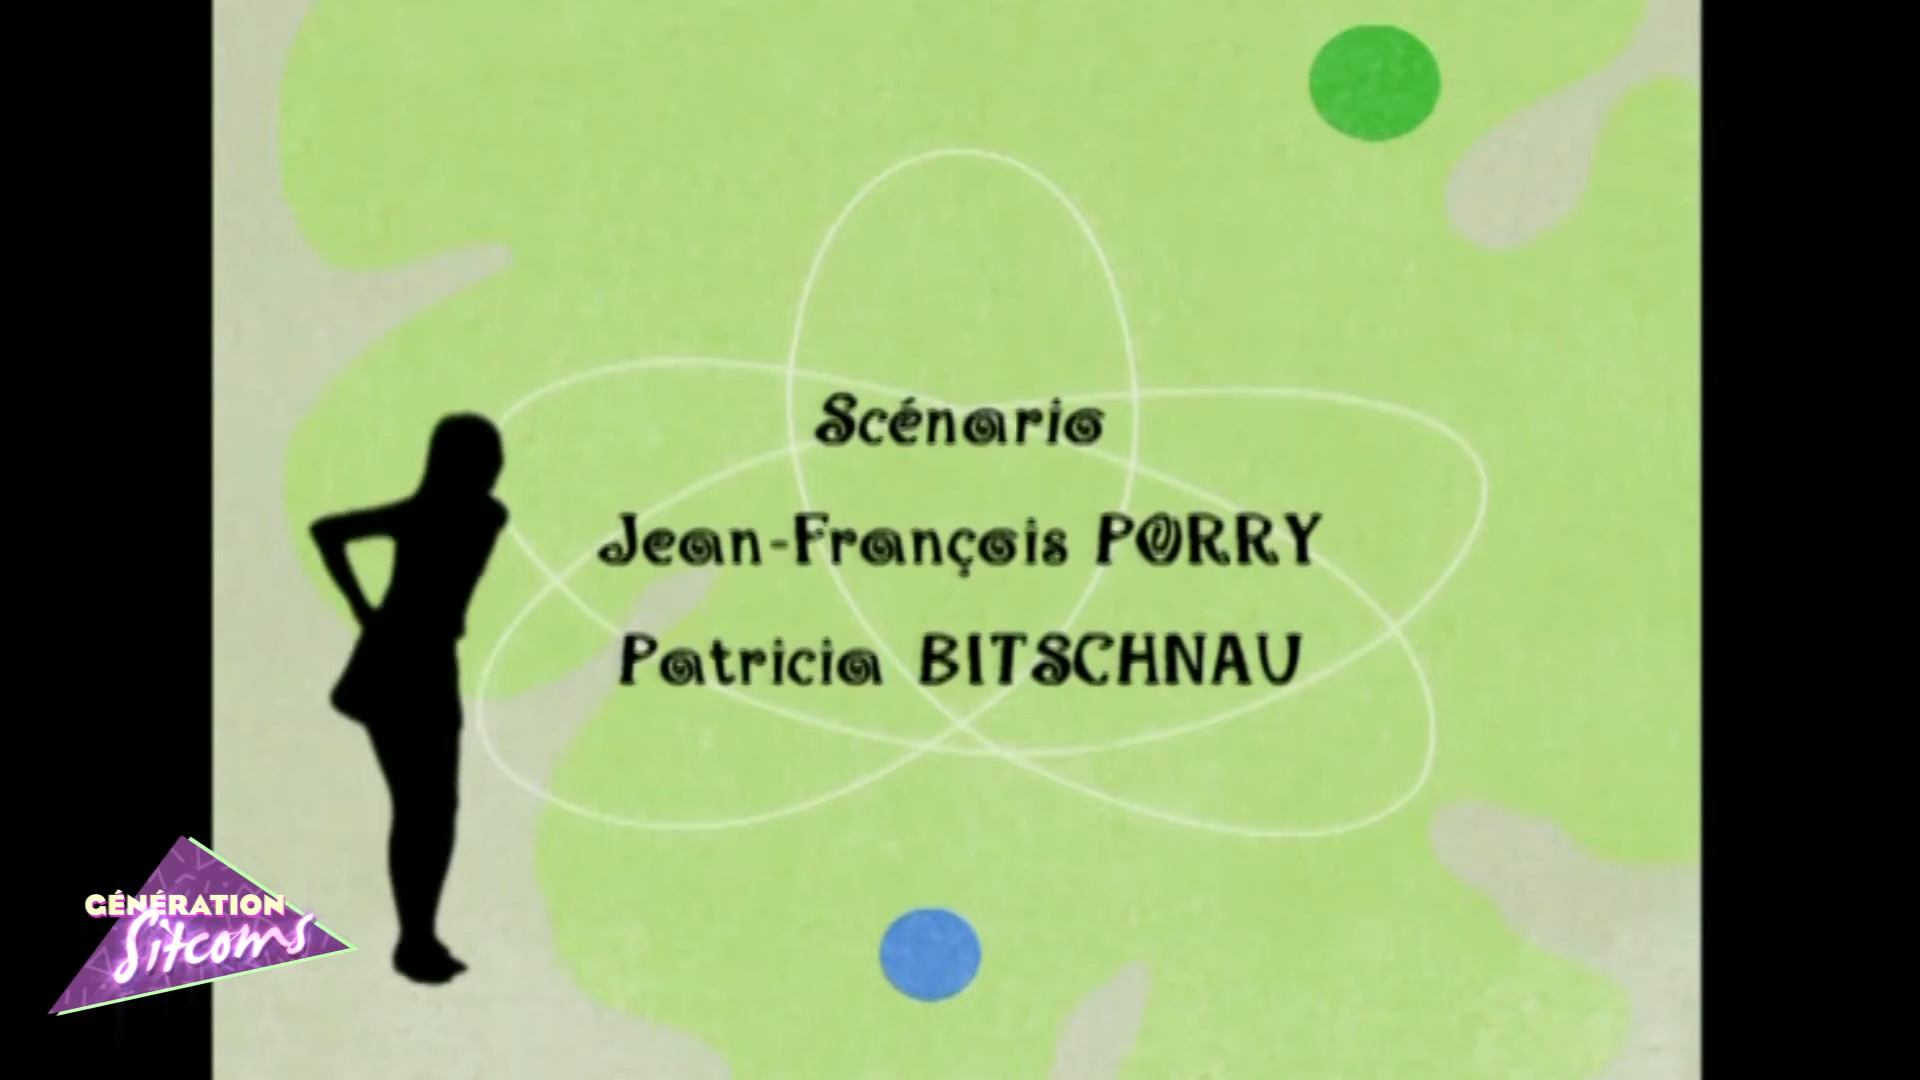 Scénario
Jean-François PORRY
Patricia BITSCHNAU
GÉNÉRATION
Sitcoms